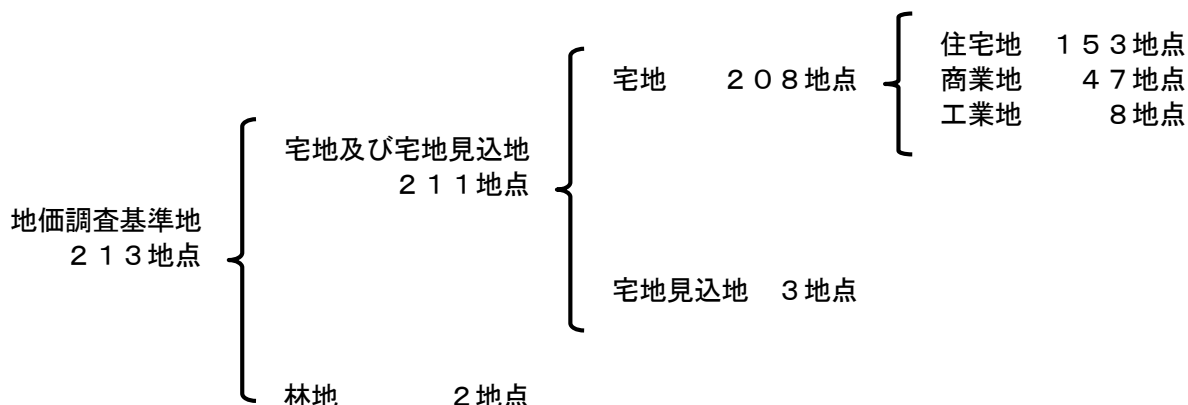 地価調査基準地
２１３地点
宅地及び宅地見込地
２１１地点
林地　２地点
宅地　２０８地点
宅地見込地　３地点
住宅地　１５３地点
商業地　４７地点
工業地　８地点